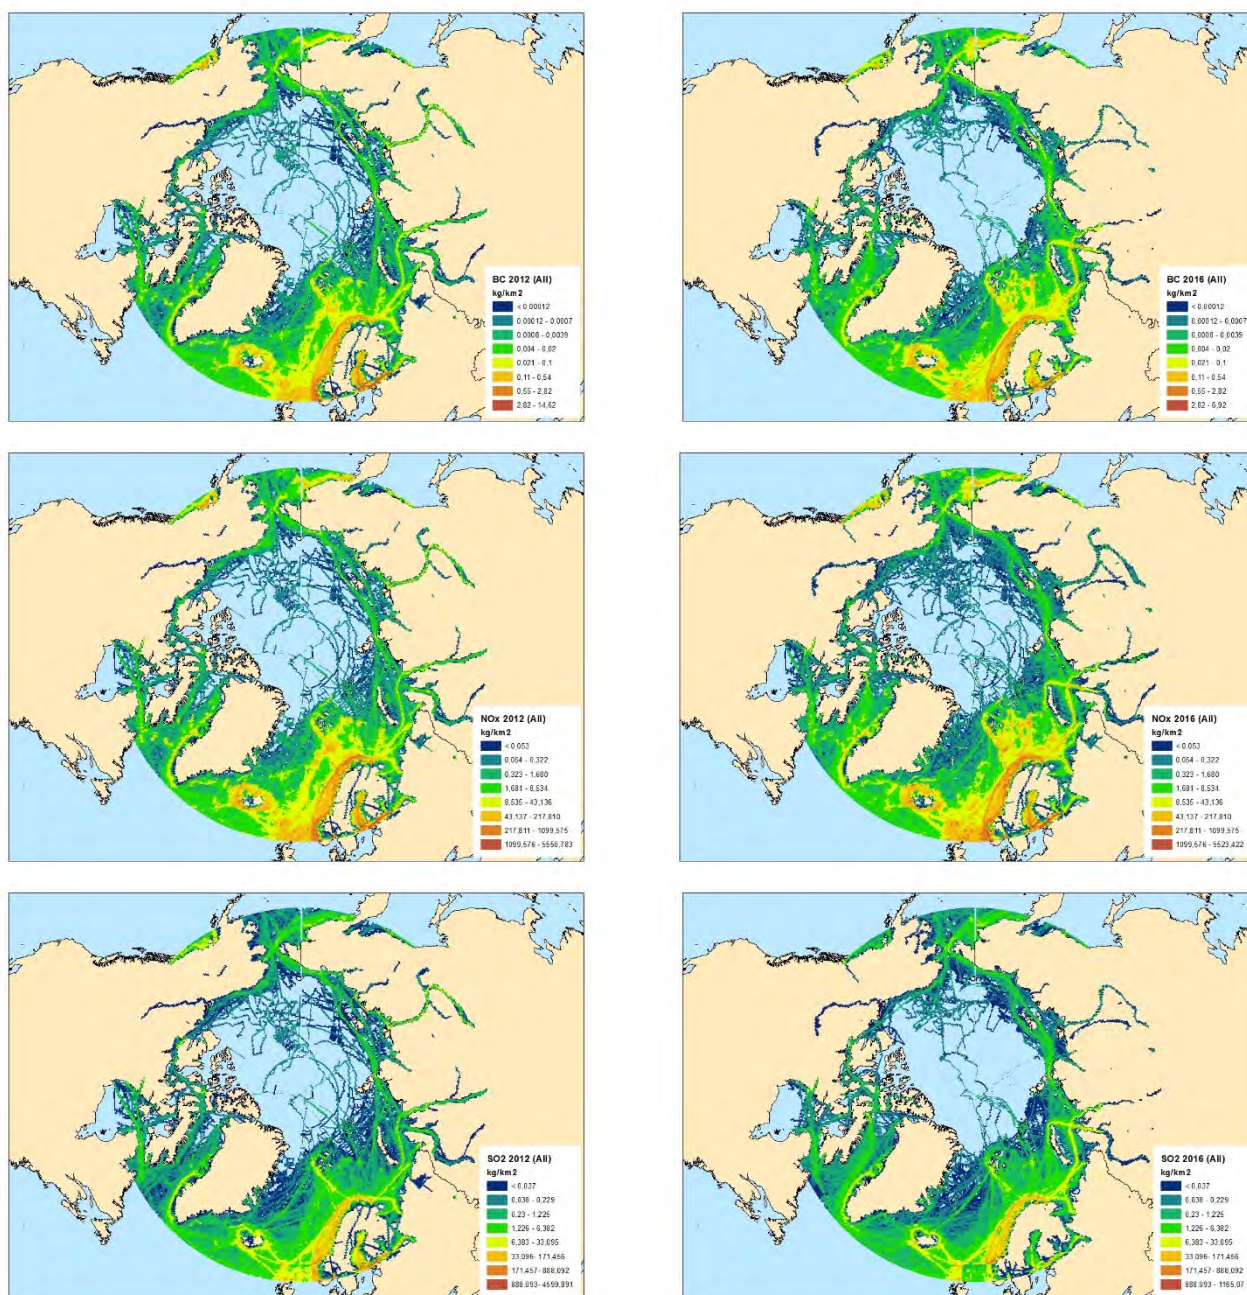 BC 2012 (All)
kg/km2
< 0,00012
0,00012 - 0,0007
0,0008 - 0,0039
0,004 - 0,02
0,021 - 0,1
0,11 - 0,54
0,55 - 2,82
2,82 - 14,62
BC 2016 (All)
kg/km2
< 0,00012
0,00012 - 0,0007
0,0008 - 0,0039
0,004 - 0,02
0,021 - 0,1
0,11 - 0,54
0,55 - 2,82
2,82 - 6,92
NOx 2012 (All)
kg/km2
< 0,053
0,054 - 0,322
0,323 - 1,680
1,681 - 8,534
8,535 - 43,136
43,137 - 217,810
217,811 - 1099,575
1099,576 - 5550,783
NOx 2016 (All)
kg/km2
< 0,053
0,054 - 0,322
0,323 - 1,680
1,681 - 8,534
8,535 - 43,136
43,137 - 217,810
217,811 - 1099,575
1099,576 - 5523,422
SO2 2012 (All)
kg/km2
< 0,037
0,038 - 0,229
0,23 - 1,225
1,226 - 6,382
6,383 - 33,095
33,096 - 171,456
171,457 - 888,092
888,093 - 4599,891
SO2 2016 (All)
kg/km2
< 0,037
0,038 - 0,229
0,23 - 1,225
1,226 - 6,382
6,383 - 33,095
33,096 - 171,456
171,457 - 888,092
888,093 - 1165,07